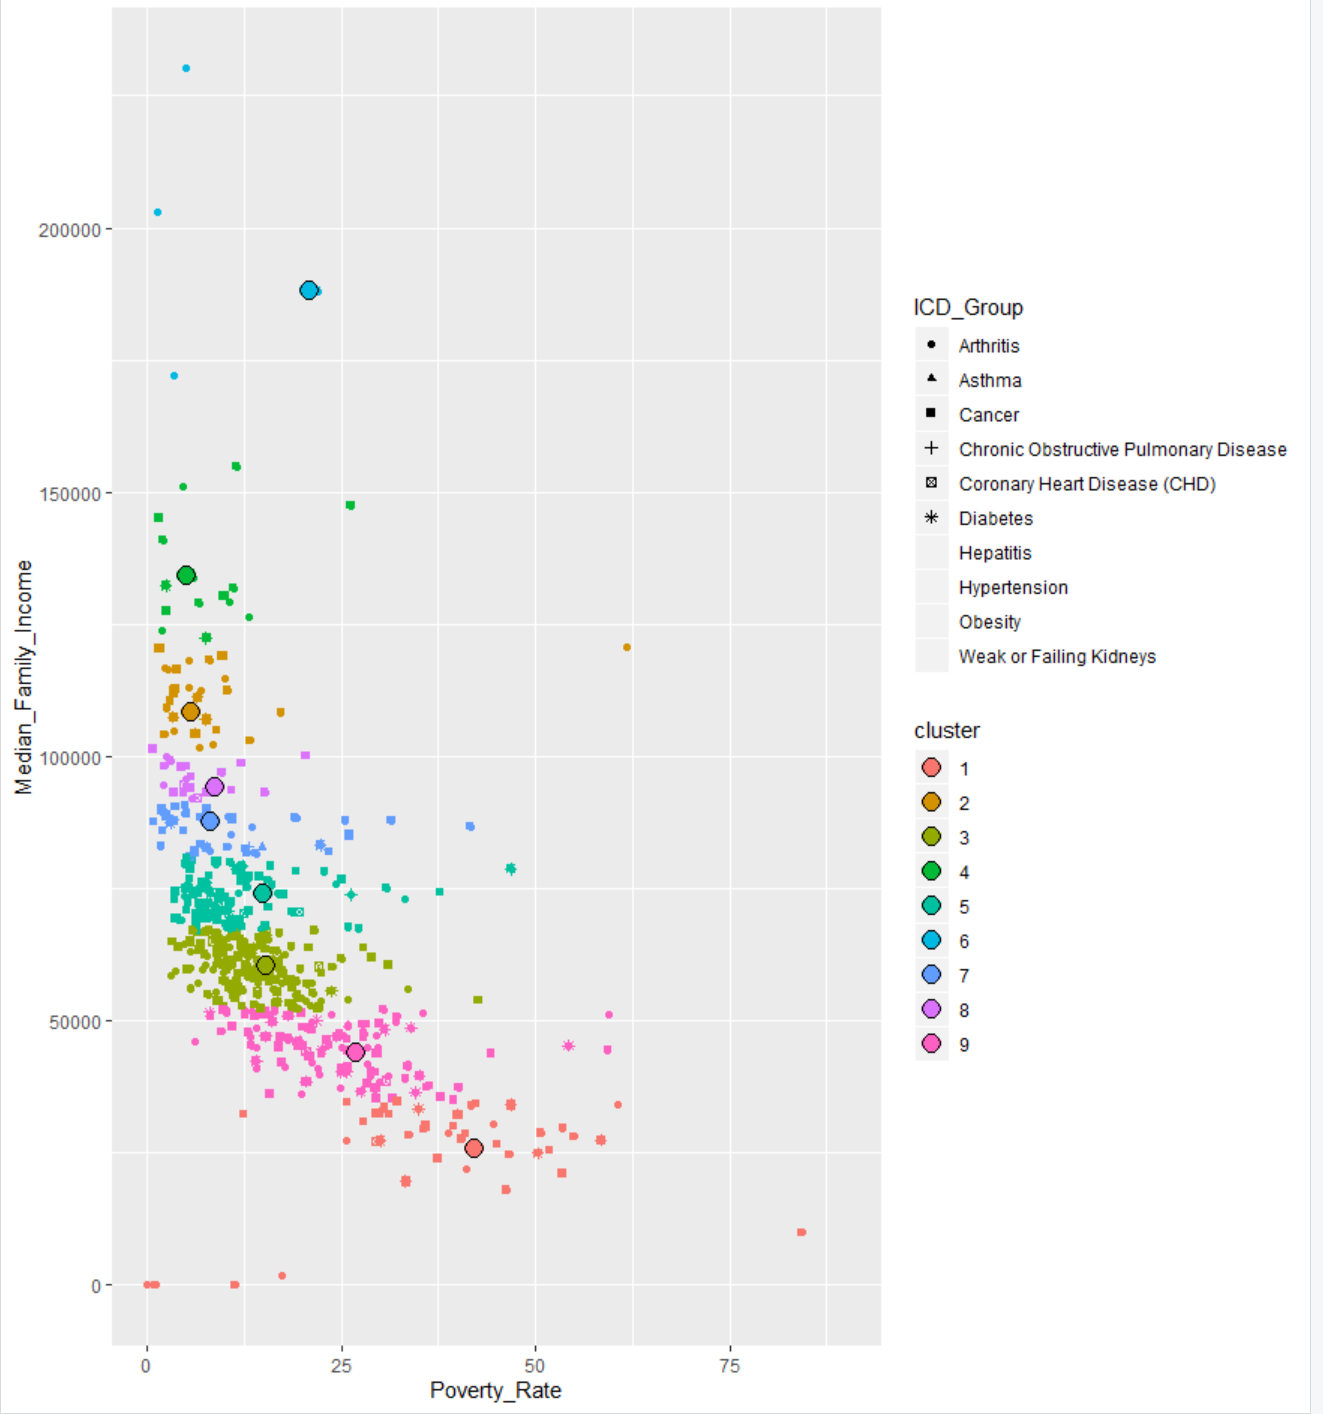 200000
150000
100000
50000
0
Median_Family_Income
0
25
50
75
Poverty_Rate
ICD_Group
Arthritis
Asthma
Cancer
Chronic Obstructive Pulmonary Disease
Coronary Heart Disease (CHD)
Diabetes
Hepatitis
Hypertension
Obesity
Weak or Failing Kidneys
cluster
1
2
3
4
5
6
7
8
9